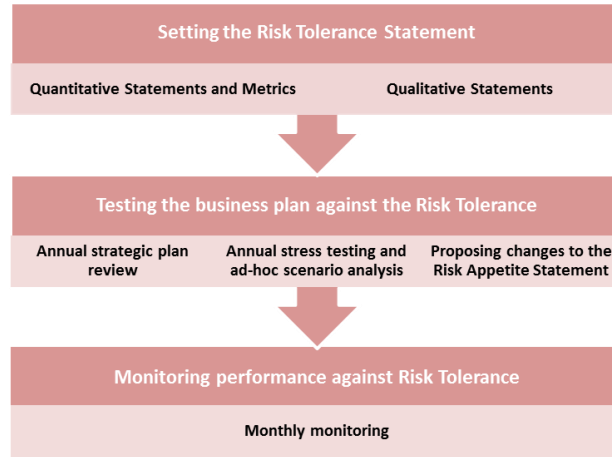 Setting the Risk Tolerance Statement
Quantitative Statements and Metrics
Qualitative Statements
Testing the business plan against the Risk Tolerance
Annual strategic plan
review
Annual stress testing and
ad-hoc scenario analysis
Proposing changes to the
Risk Appetite Statement
Monitoring performance against Risk Tolerance
Monthly monitoring